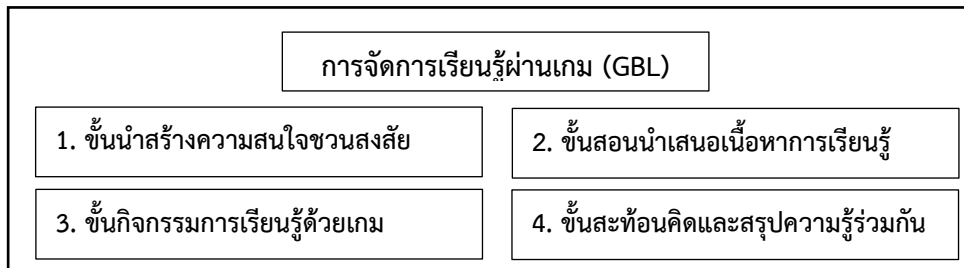 การจัดการเรียนรู้ผ่านเกม (GBL)
1. ขั้นนำสร้างความสนใจชวนสงสัย
2. ขั้นสอนนำเสนอเนื้อหาการเรียนรู้
3. ขั้นกิจกรรมการเรียนรู้ด้วยเกม
4. ขั้นสะท้อนคิดและสรุปความรู้ร่วมกัน